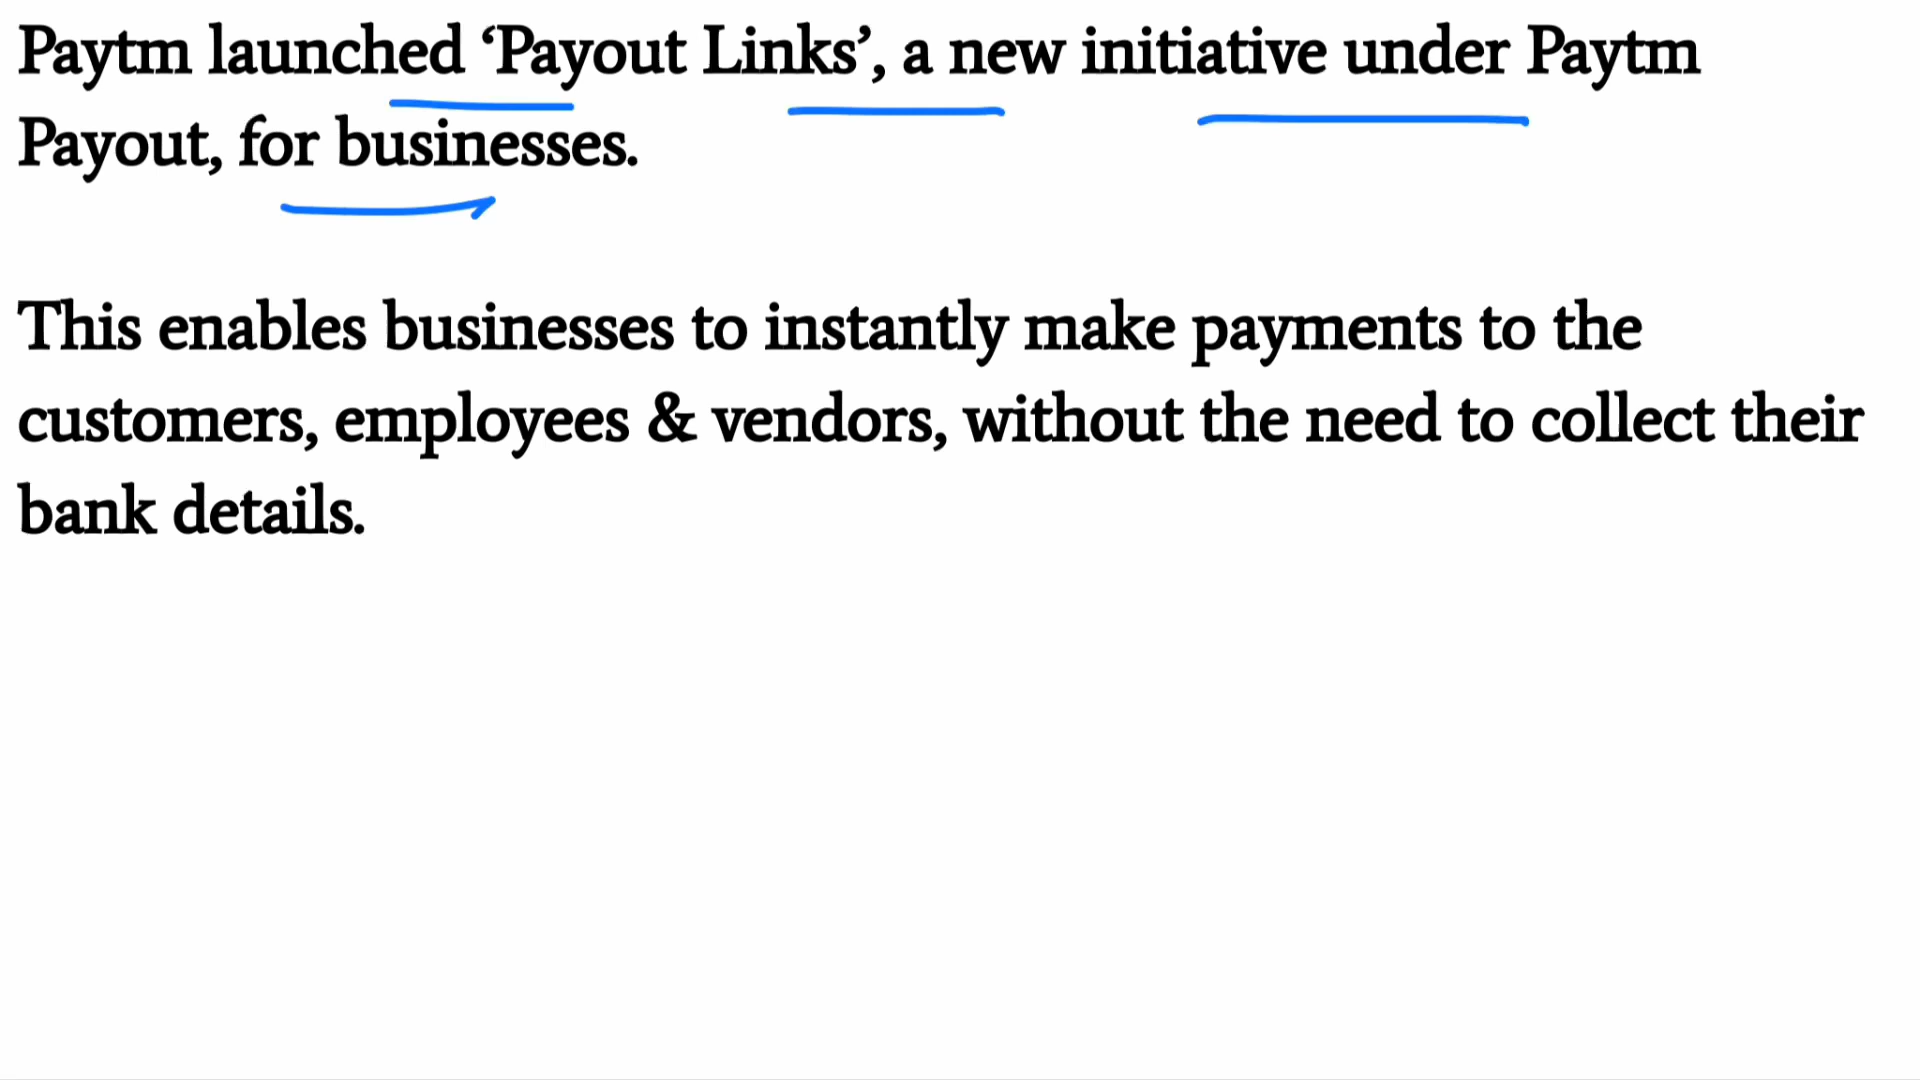 Paytm launched ‘Payout Links’, a new initiative under Paytm
Payout, for businesses.
This enables businesses to instantly make payments to the
customers, employees & vendors, without the need to collect their
bank details.